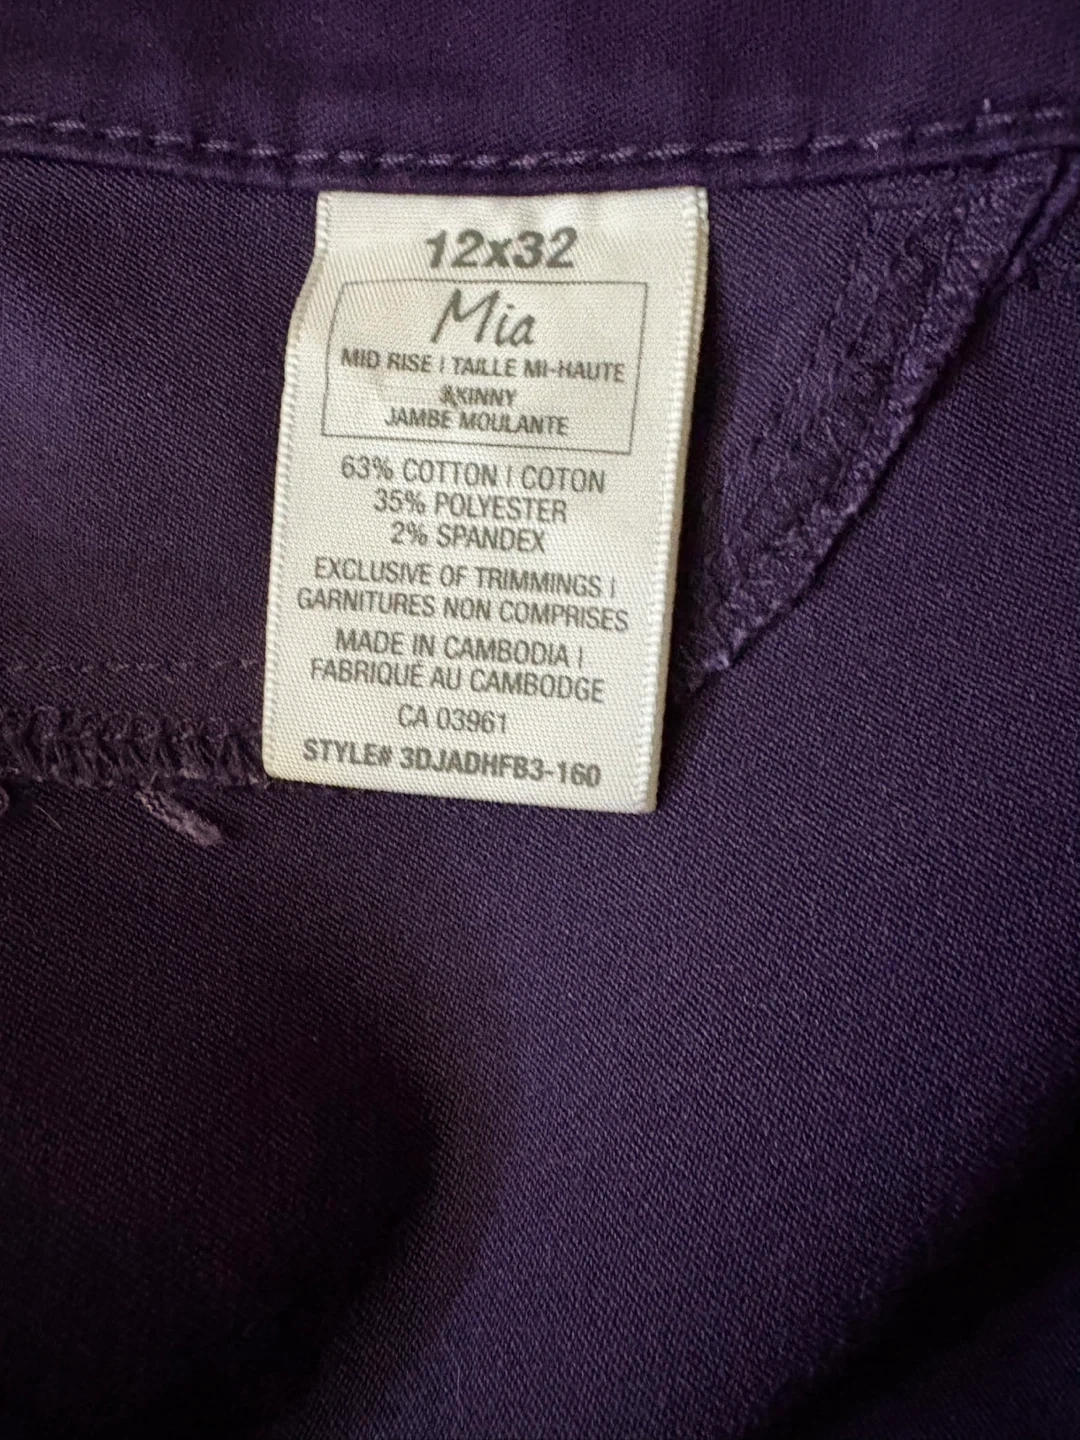 12x32
Mia
MID RISE | TAILLE MI-HAUTE
SKINNY
JAMBE MOULANTE
63% COTTON | COTON
35% POLYESTER
2% SPANDEX
EXCLUSIVE OF TRIMMINGS |
GARNITURES NON COMPRISES
MADE IN CAMBODIA |
FABRIQUÉ AU CAMBODGE
CA 03961
STYLE# 3DJADHFB3-160